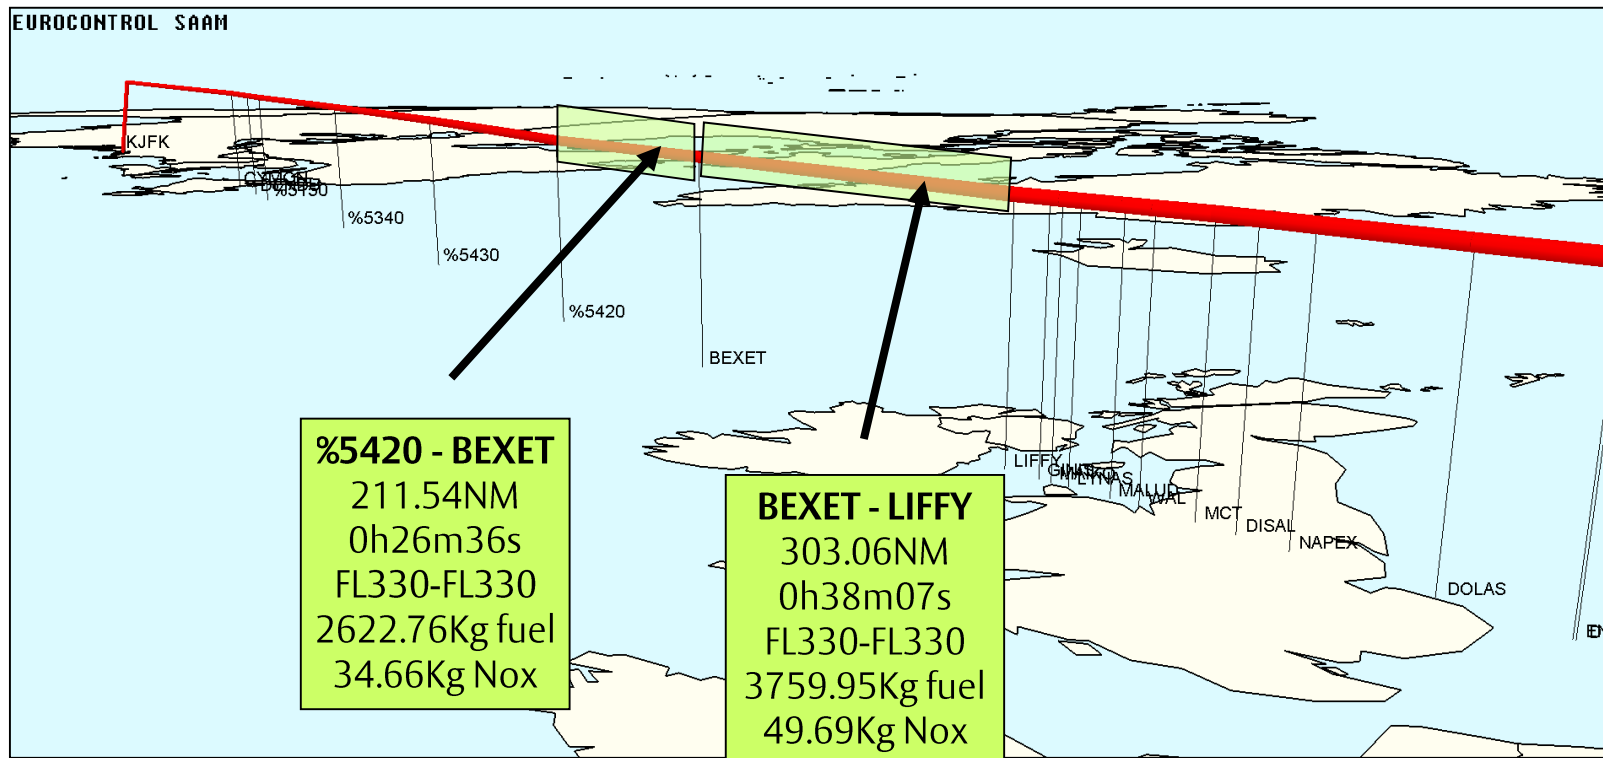 EUROCONTROL SAAM
KJFK
%5340
%5430
%5420
BEXET
LIFFY
LYNAS
MALUD
WAL
MCT
DISAL
NAPEX
DOLAS
%5420 - BEXET
211.54NM
0h26m36s
FL330-FL330
2622.76Kg fuel
34.66Kg Nox
BEXET - LIFFY
303.06NM
0h38m07s
FL330-FL330
3759.95Kg fuel
49.69Kg Nox